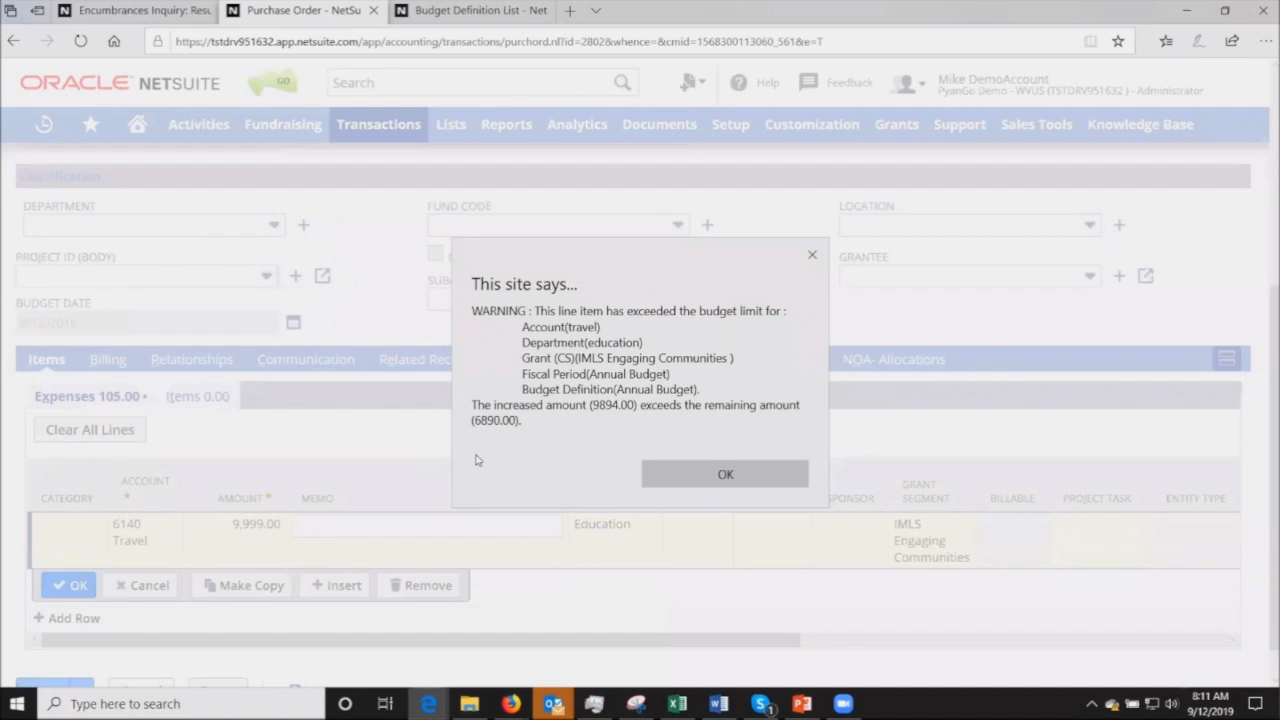 Encumbrances Inquiry: Resu
Purchase Order - NetSu
Budget Definition List - Net
https://tstdrv951632.app.netsuite.com/app/accounting/transactions/purchord.nl?id=2802&whence=&cmid=1568300113060_561&e=T
ORACLE NETSUITE
GO
Search
Help
Feedback
Mike DemoAccount
PyanGo Demo - WVUS (TSTDRV951632 ) - Administrator
Activities Fundraising Transactions Lists Reports Analytics Documents Setup Customization Grants Support Sales Tools Knowledge Base
Classification
DEPARTMENT
FUND CODE
LOCATION
PROJECT ID (BODY)
GRANTEE
BUDGET DATE
9/12/2019
This site says...
WARNING : This line item has exceeded the budget limit for :
Account(travel)
Department(education)
Grant (CS)(IMLS Engaging Communities )
Fiscal Period(Annual Budget)
Budget Definition(Annual Budget).
The increased amount (9894.00) exceeds the remaining amount
(6890.00).
OK
Items Billing Relationships Communication Related Rec NOA- Allocations
Expenses 105.00 • Items 0.00
Clear All Lines
CATEGORY ACCOUNT * AMOUNT * MEMO SPONSOR GRANT SEGMENT BILLABLE PROJECT TASK ENTITY TYPE
6140 Travel 9,999.00 Education IMLS Engaging Communities
OK Cancel Make Copy + Insert Remove
+ Add Row
Type here to search
8:11 AM
9/12/2019